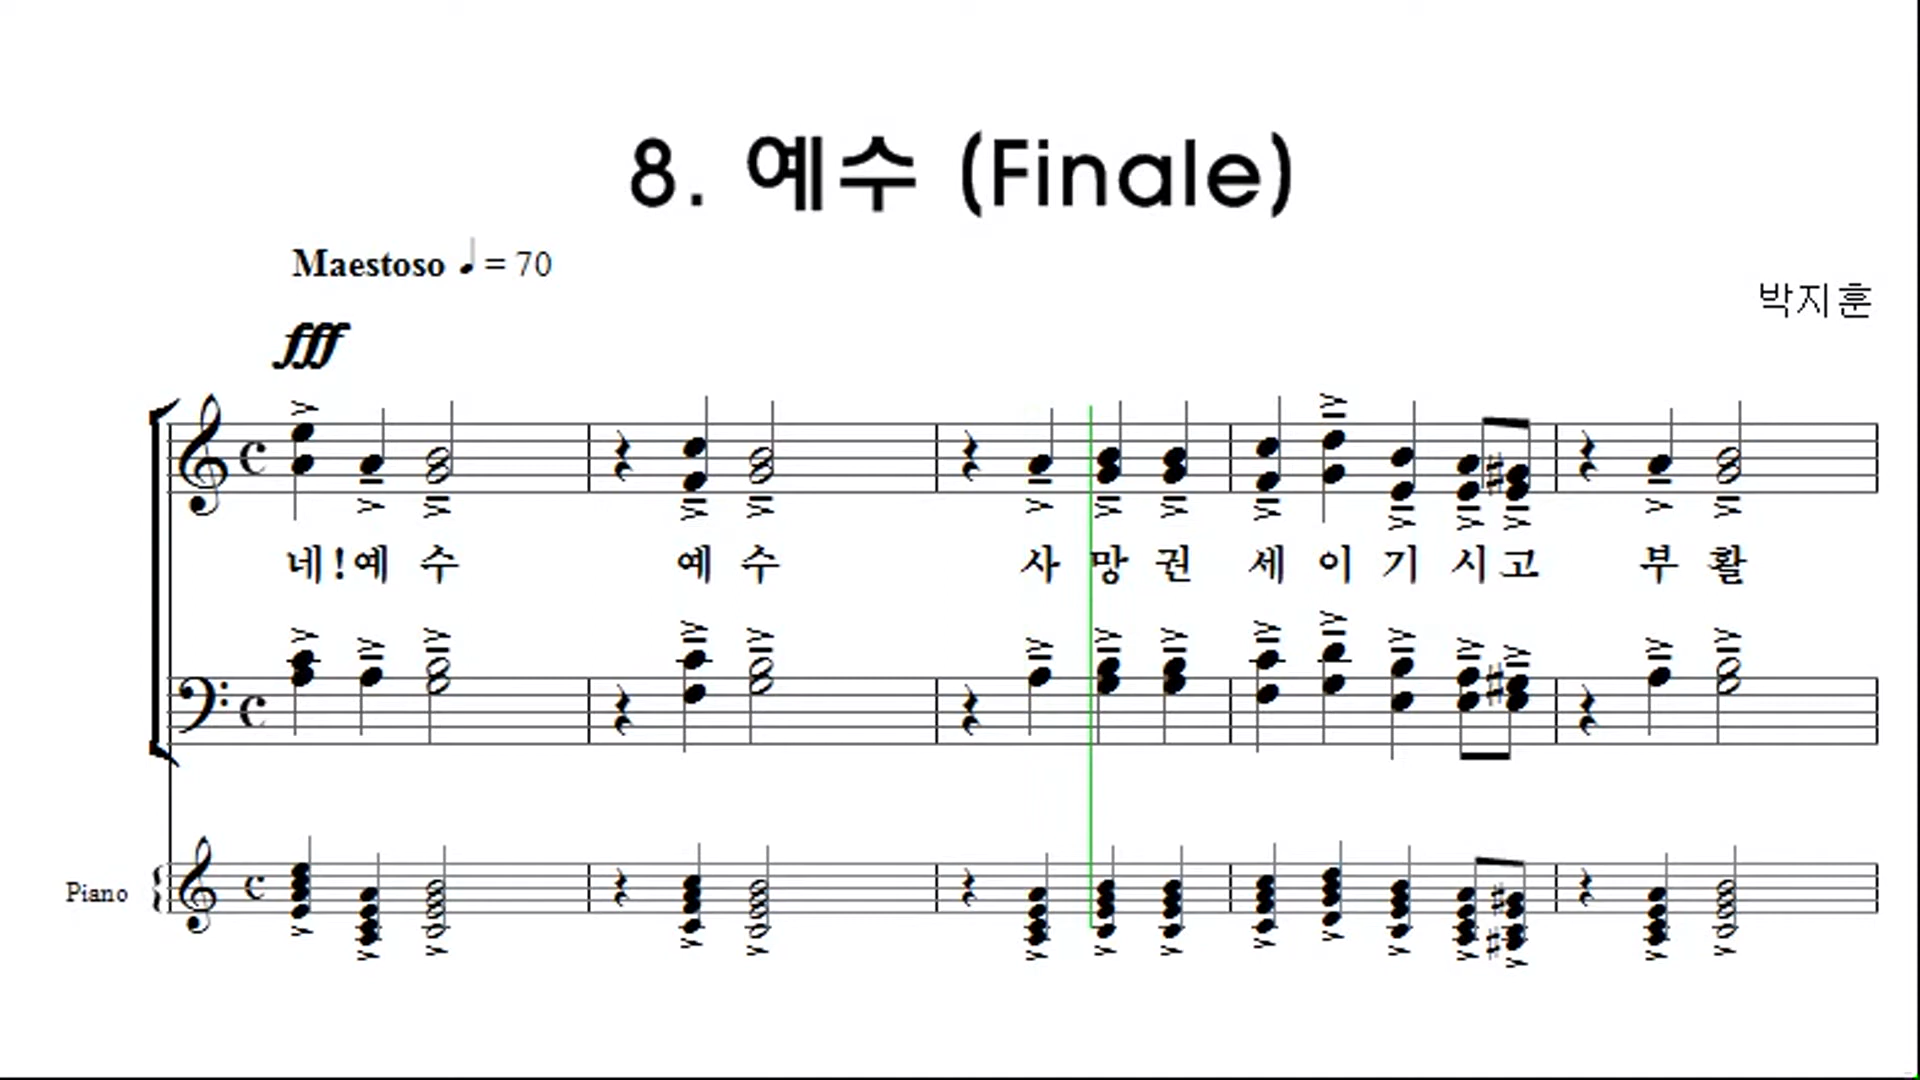 8. 예수 (Finale)
Maestoso ♩= 70
박지훈
fff
네!예 수 예 수 사 망 권 세 이 기 시 고 부 활
Piano